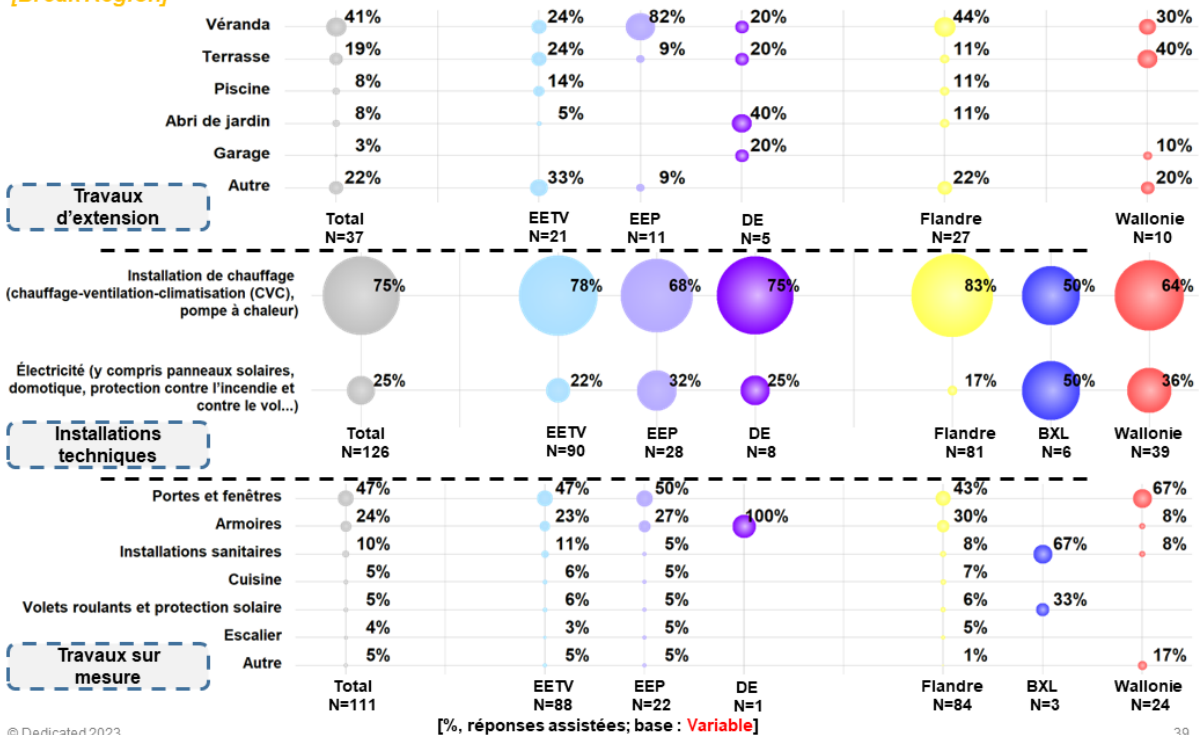 [Break Région]
Véranda 41% 24% 82% 20% 44% 30%
Terrasse 19% 24% 9% 20% 11% 40%
Piscine 8% 14% 11%
Abri de jardin 8% 5% 40% 11%
Garage 3% 20% 10%
Autre 22% 33% 9% 22% 20%
Travaux
d'extension
Total EETV EEP DE Flandre Wallonie
N=37 N=21 N=11 N=5 N=27 N=10
Installation de chauffage
(chauffage-ventilation-climatisation (CVC),
pompe à chaleur)
75% 78% 68% 75% 83% 50% 64%
Électricité (y compris panneaux solaires,
domotique, protection contre l'incendie et
contre le vol...)
25% 22% 32% 25% 17% 50% 36%
Installations
techniques
Total EETV EEP DE Flandre BXL Wallonie
N=126 N=90 N=28 N=8 N=81 N=6 N=39
Portes et fenêtres 47% 47% 50% 43% 67%
Armoires 24% 23% 27% 100% 30% 8%
Installations sanitaires 10% 11% 5% 8% 67% 8%
Cuisine 5% 6% 5% 7%
Volets roulants et protection solaire 5% 6% 5% 6% 33%
Escalier 4% 3% 5% 5%
Autre 5% 5% 5% 1% 17%
Travaux sur
mesure
Total EETV EEP DE Flandre BXL Wallonie
N=111 N=88 N=22 N=1 N=84 N=3 N=24
[%, réponses assistées; base : Variable]
© Dedicated 2023 39